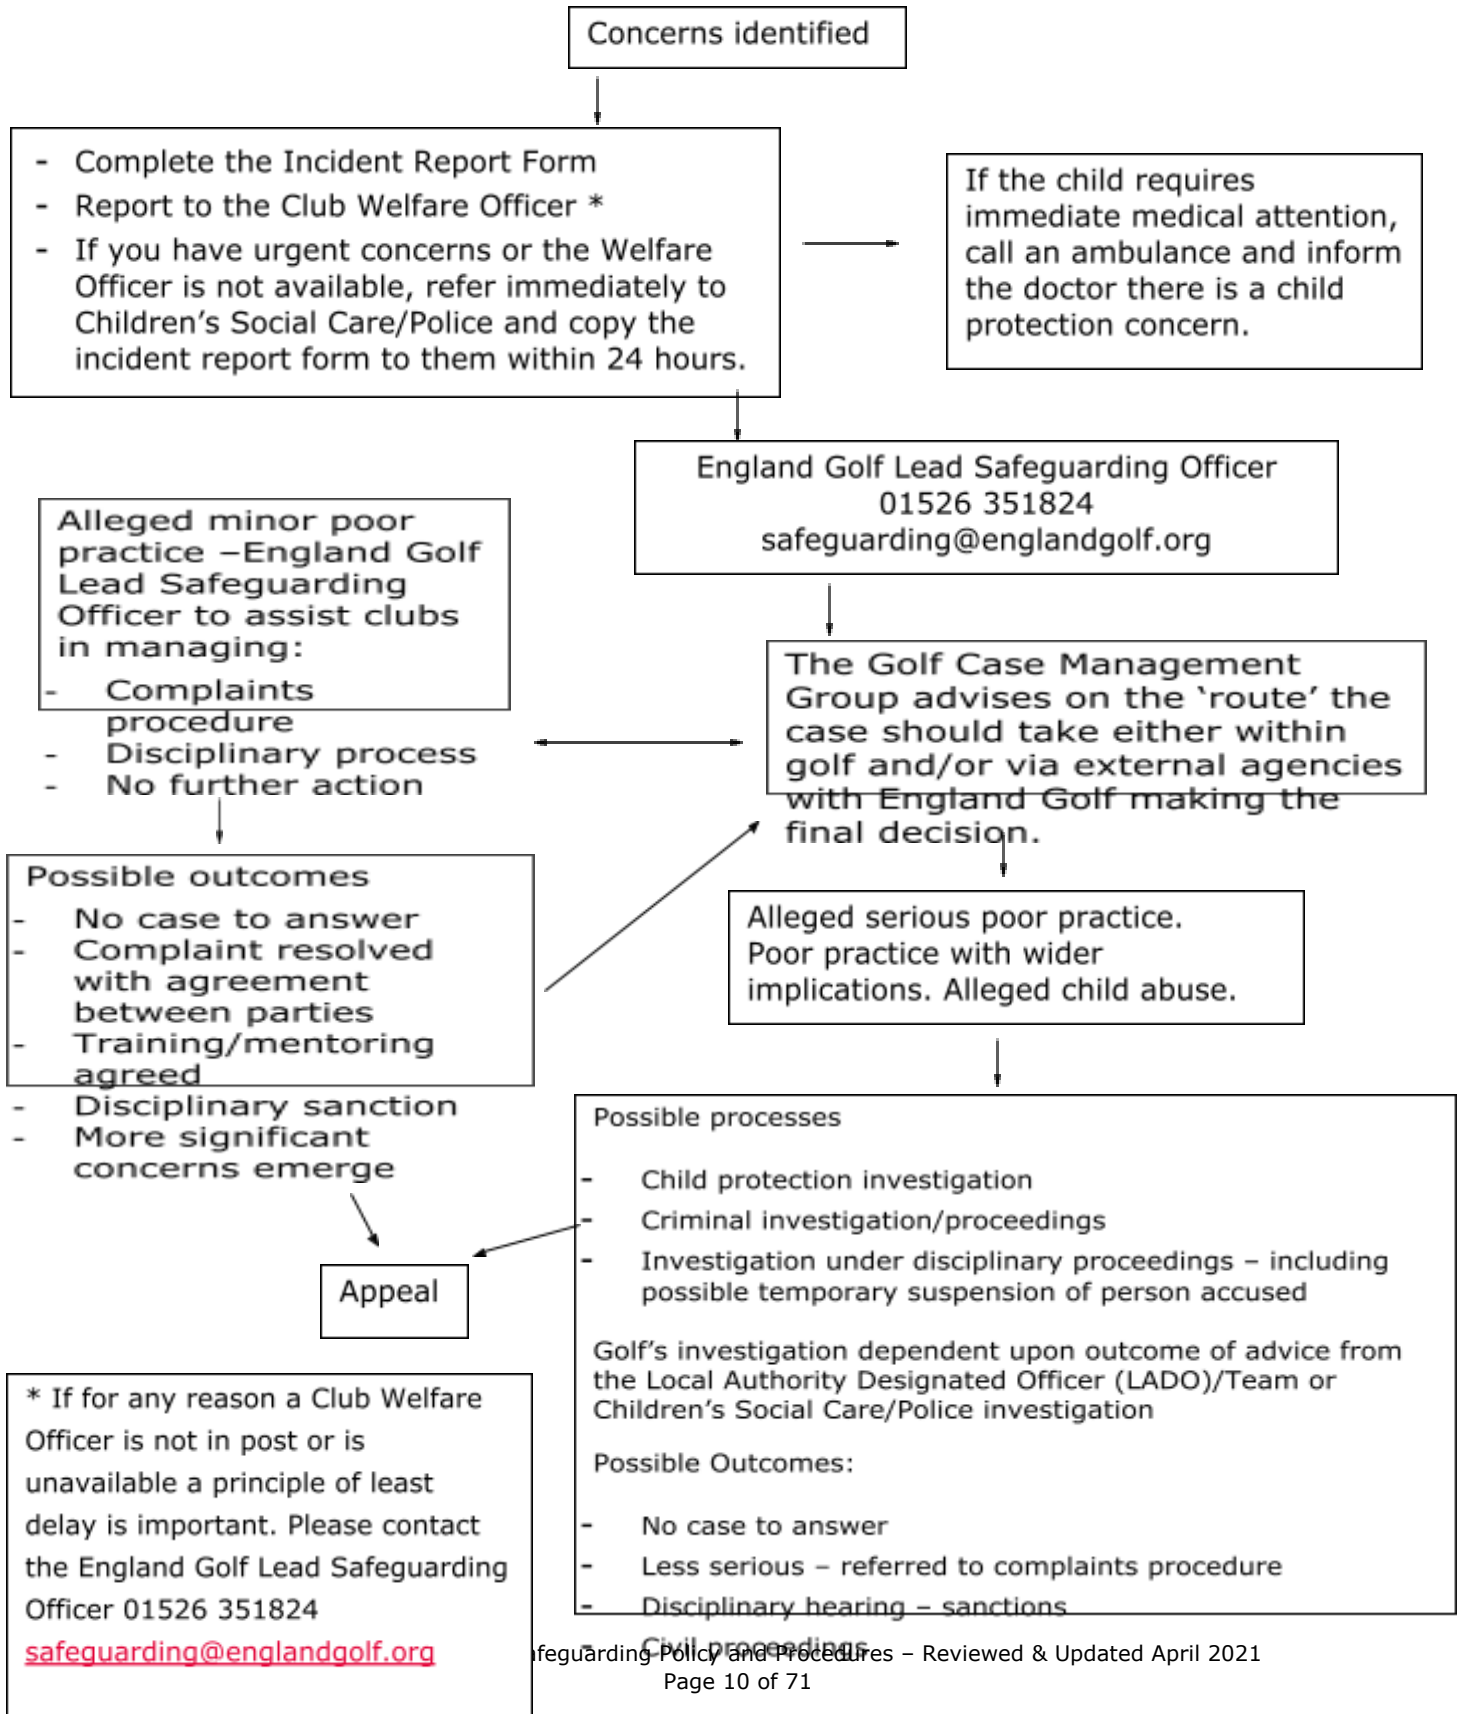 Concerns identified
- Complete the Incident Report Form
- Report to the Club Welfare Officer *
- If you have urgent concerns or the Welfare
Officer is not available, refer immediately to
Children's Social Care/Police and copy the
incident report form to them within 24 hours.
If the child requires
immediate medical attention,
call an ambulance and inform
the doctor there is a child
protection concern.
England Golf Lead Safeguarding Officer
01526 351824
safeguarding@englandgolf.org
Alleged minor poor
practice –England Golf
Lead Safeguarding
Officer to assist clubs
in managing:
- Complaints
procedure
- Disciplinary process
- No further action
The Golf Case Management
Group advises on the ‘route’ the
case should take either within
golf and/or via external agencies
with England Golf making the
final decision.
Possible outcomes
- No case to answer
- Complaint resolved
with agreement
between parties
- Training/mentoring
agreed
- Disciplinary sanction
- More significant
concerns emerge
Alleged serious poor practice.
Poor practice with wider
implications. Alleged child abuse.
Possible processes
- Child protection investigation
- Criminal investigation/proceedings
- Investigation under disciplinary proceedings – including
possible temporary suspension of person accused
Golf's investigation dependent upon outcome of advice from
the Local Authority Designated Officer (LADO)/Team or
Children's Social Care/Police investigation
Possible Outcomes:
- No case to answer
- Less serious – referred to complaints procedure
- Disciplinary hearing – sanctions
- Civil proceedings
Appeal
* If for any reason a Club Welfare
Officer is not in post or is
unavailable a principle of least
delay is important. Please contact
the England Golf Lead Safeguarding
Officer 01526 351824
safeguarding@englandgolf.org
afeguarding Policy and Procedures – Reviewed & Updated April 2021
Page 10 of 71